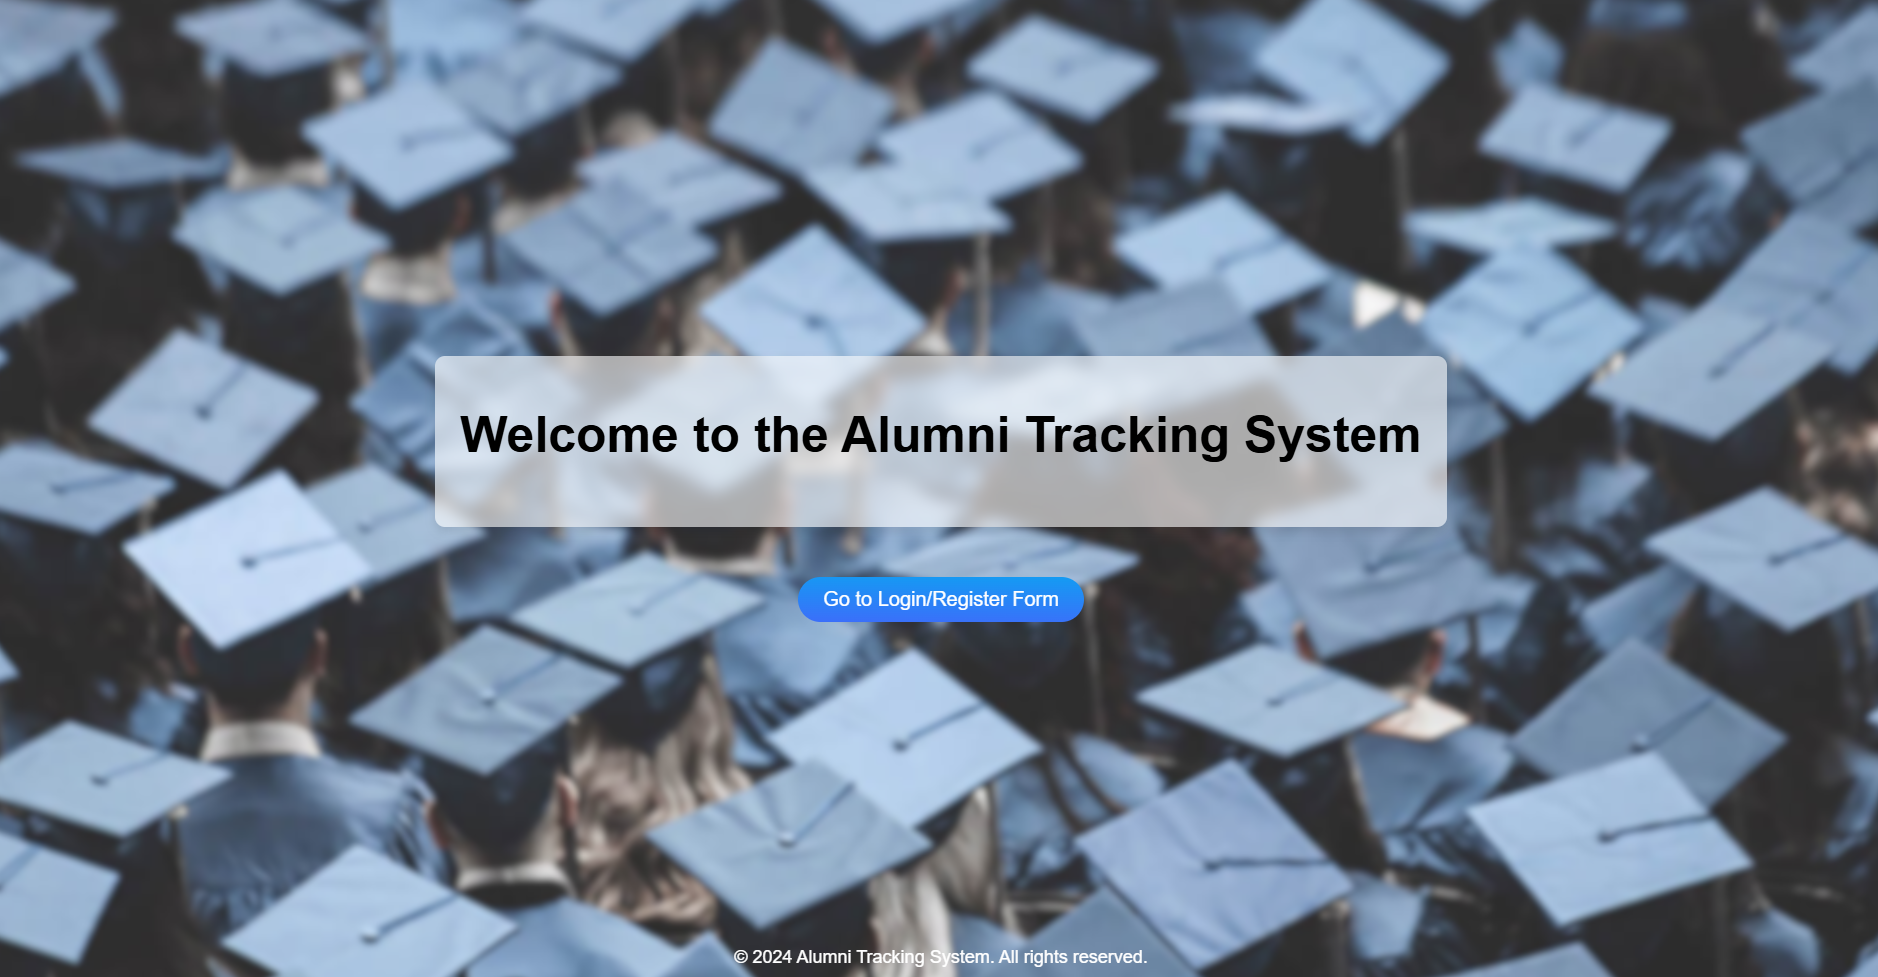 Welcome to the Alumni Tracking System
Go to Login/Register Form
© 2024 Alumni Tracking System. All rights reserved.